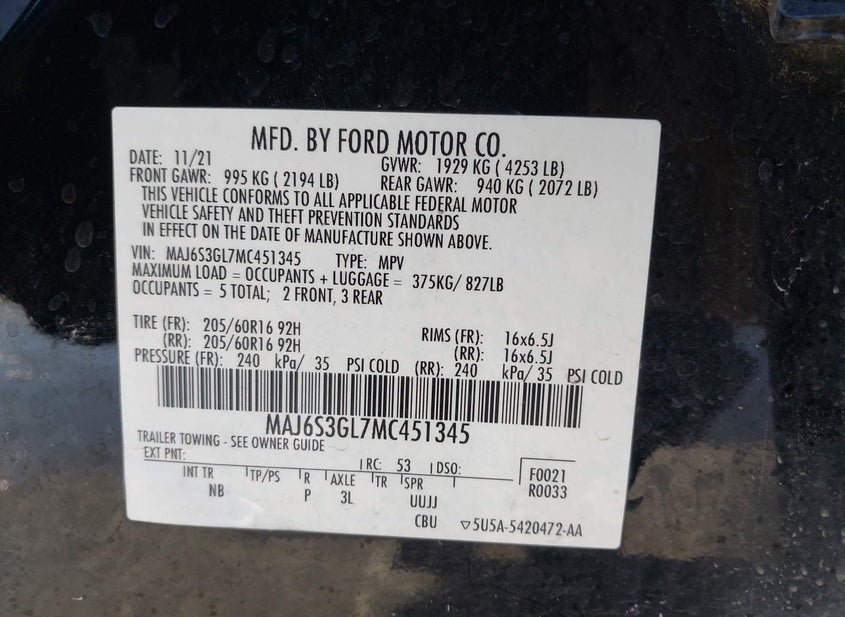 MFD. BY FORD MOTOR CO.
DATE: 11/21 GVWR: 1929 KG ( 4253 LB)
FRONT GAWR: 995 KG ( 2194 LB) REAR GAWR: 940 KG ( 2072 LB)
THIS VEHICLE CONFORMS TO ALL APPLICABLE FEDERAL MOTOR
VEHICLE SAFETY AND THEFT PREVENTION STANDARDS
IN EFFECT ON THE DATE OF MANUFACTURE SHOWN ABOVE.
VIN: MAJ6S3GL7MC451345 TYPE: MPV
MAXIMUM LOAD = OCCUPANTS + LUGGAGE = 375KG/ 827LB
OCCUPANTS = 5 TOTAL; 2 FRONT, 3 REAR
TIRE (FR): 205/60R16 92H RIMS (FR): 16x6.5J
(RR): 205/60R16 92H (RR): 16x6.5J
PRESSURE (FR): 240 kPa/ 35 PSI COLD (RR): 240 kPa/ 35 PSI COLD
MAJ6S3GL7MC451345
TRAILER TOWING - SEE OWNER GUIDE
EXT PNT: RC: 53 DSO: F0021
INT TR TP/PS R AXLE TR SPR R0033
NB P 3L UUJJ
CBU ▽5U5A-5420472-AA